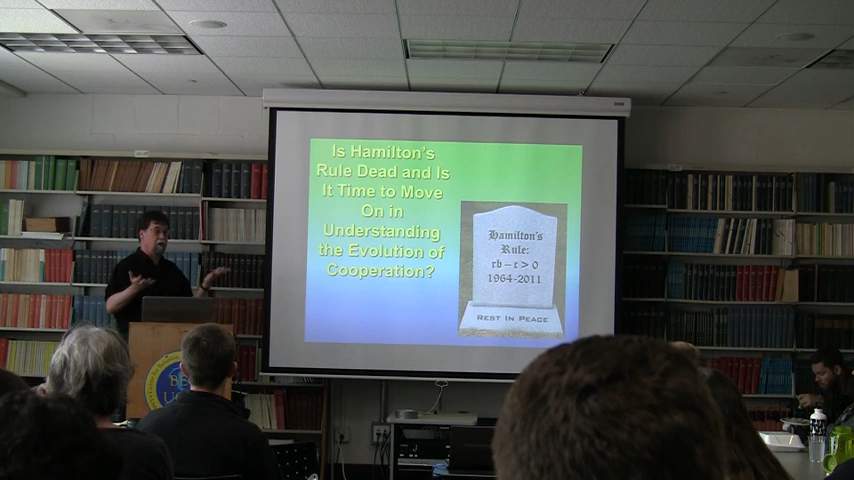 Is Hamilton's
Rule Dead and Is
It Time to Move
On in
Understanding
the Evolution of
Cooperation?
Hamilton's
Rule:
rb – c > 0
1964-2011
Rest In Peace